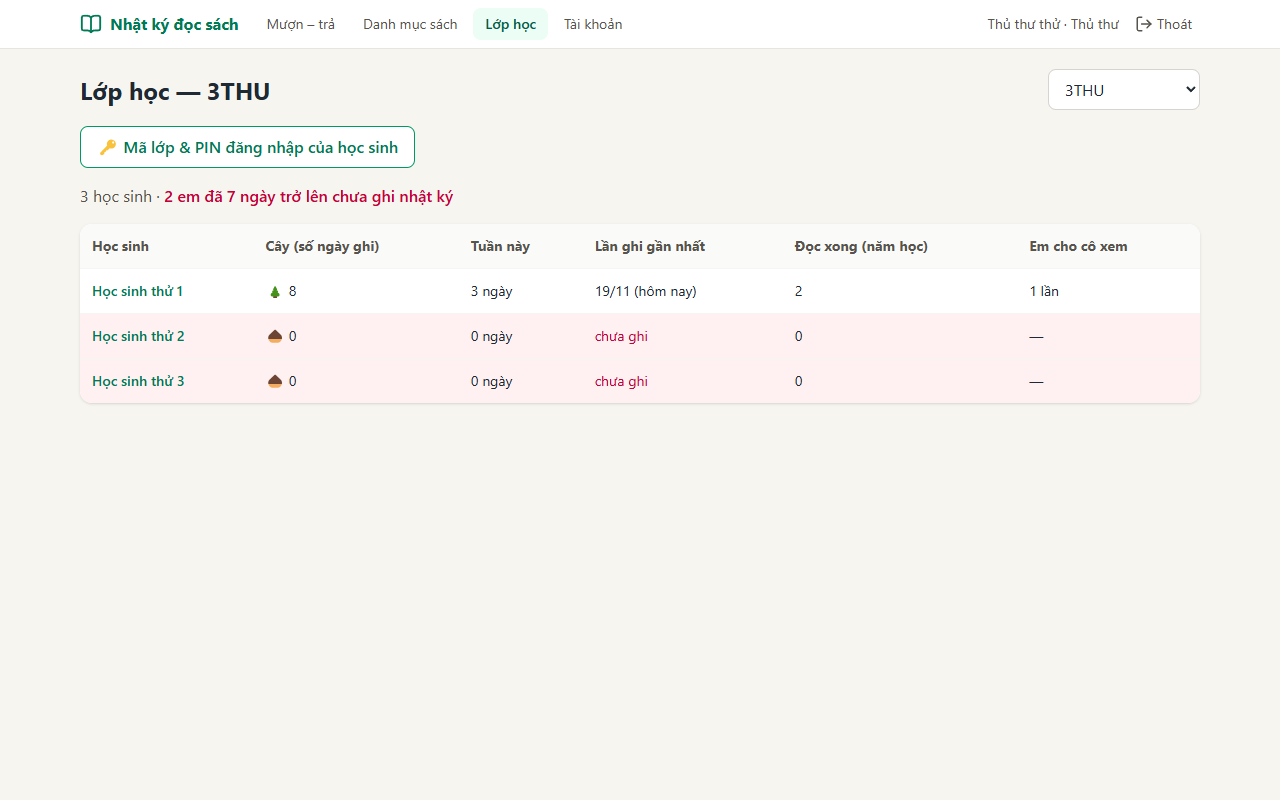 Nhật ký đọc sách Mượn – trả Danh mục sách Lớp học Tài khoản Thủ thư thử · Thủ thư Thoát
Lớp học — 3THU 3THU
🔑 Mã lớp & PIN đăng nhập của học sinh
3 học sinh · 2 em đã 7 ngày trở lên chưa ghi nhật ký
Học sinh Cây (số ngày ghi) Tuần này Lần ghi gần nhất Đọc xong (năm học) Em cho cô xem
Học sinh thử 1 🌲 8 3 ngày 19/11 (hôm nay) 2 1 lần
Học sinh thử 2 🌰 0 0 ngày chưa ghi 0 —
Học sinh thử 3 🌰 0 0 ngày chưa ghi 0 —